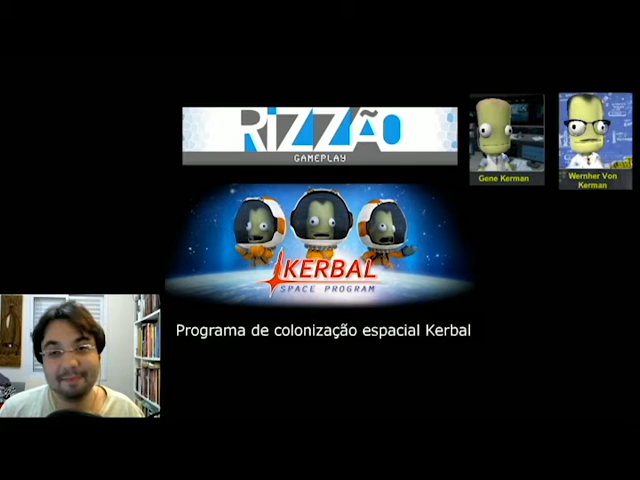 RiZZÃO
GAMEPLAY
Gene Kerman
Wernher Von
Kerman
KERBAL
SPACE PROGRAM
Programa de colonização espacial Kerbal